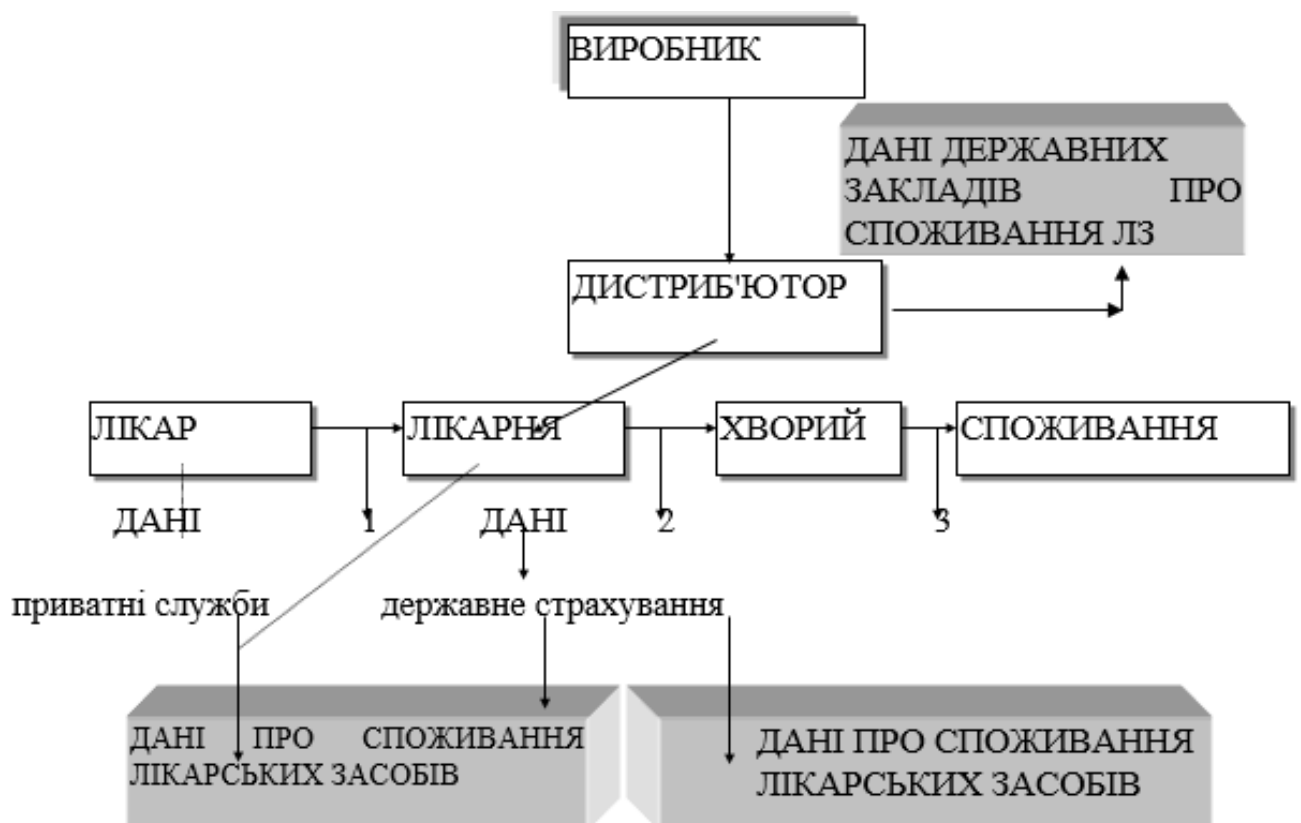 ВИРОБНИК
ДАНІ ДЕРЖАВНИХ
ЗАКЛАДІВ ПРО
СПОЖИВАННЯ ЛЗ
ДИСТРИБ'ЮТОР
ЛІКАР
ЛІКАРНЯ
ХВОРИЙ
СПОЖИВАННЯ
ДАНІ
1
ДАНІ
2
3
приватні служби
державне страхування
ДАНІ ПРО СПОЖИВАННЯ
ЛІКАРСЬКИХ ЗАСОБІВ
ДАНІ ПРО СПОЖИВАННЯ
ЛІКАРСЬКИХ ЗАСОБІВ